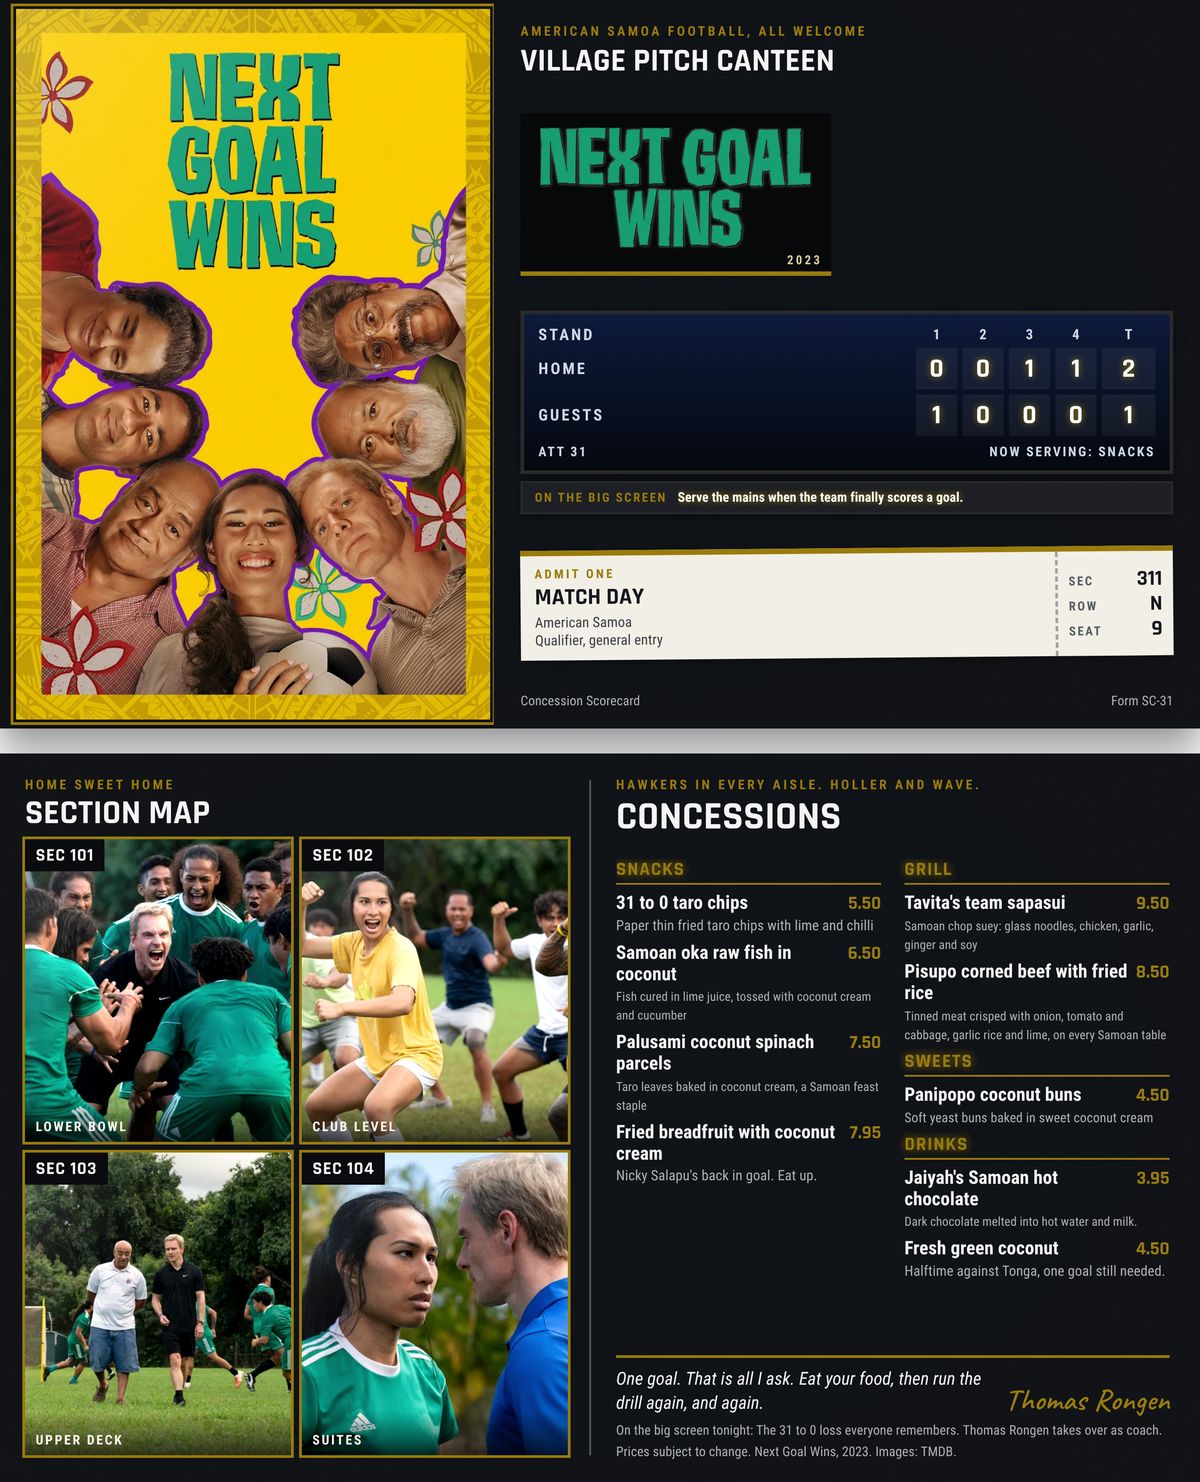 NEXT
GOAL
WINS
AMERICAN SAMOA FOOTBALL, ALL WELCOME
VILLAGE PITCH CANTEEN
NEXT GOAL
WINS
2023
STAND 1 2 3 4 T
HOME 0 0 1 1 2
GUESTS 1 0 0 0 1
ATT 31 NOW SERVING: SNACKS
ON THE BIG SCREEN Serve the mains when the team finally scores a goal.
ADMIT ONE
MATCH DAY
American Samoa
Qualifier, general entry
SEC 311
ROW N
SEAT 9
Concession Scorecard
Form SC-31
HOME SWEET HOME
SECTION MAP
SEC 101
LOWER BOWL
SEC 102
CLUB LEVEL
SEC 103
UPPER DECK
SEC 104
adidas
SUITES
HAWKERS IN EVERY AISLE. HOLLER AND WAVE.
CONCESSIONS
SNACKS
31 to 0 taro chips 5.50
Paper thin fried taro chips with lime and chilli
Samoan oka raw fish in 6.50
coconut
Fish cured in lime juice, tossed with coconut cream
and cucumber
Palusami coconut spinach 7.50
parcels
Taro leaves baked in coconut cream, a Samoan feast
staple
Fried breadfruit with coconut 7.95
cream
Nicky Salapu's back in goal. Eat up.
GRILL
Tavita's team sapasui 9.50
Samoan chop suey: glass noodles, chicken, garlic,
ginger and soy
Pisupo corned beef with fried 8.50
rice
Tinned meat crisped with onion, tomato and
cabbage, garlic rice and lime, on every Samoan table
SWEETS
Panipopo coconut buns 4.50
Soft yeast buns baked in sweet coconut cream
DRINKS
Jaiyah's Samoan hot 3.95
chocolate
Dark chocolate melted into hot water and milk.
Fresh green coconut 4.50
Halftime against Tonga, one goal still needed.
One goal. That is all I ask. Eat your food, then run the
drill again, and again.
Thomas Rongen
On the big screen tonight: The 31 to 0 loss everyone remembers. Thomas Rongen takes over as coach.
Prices subject to change. Next Goal Wins, 2023. Images: TMDB.